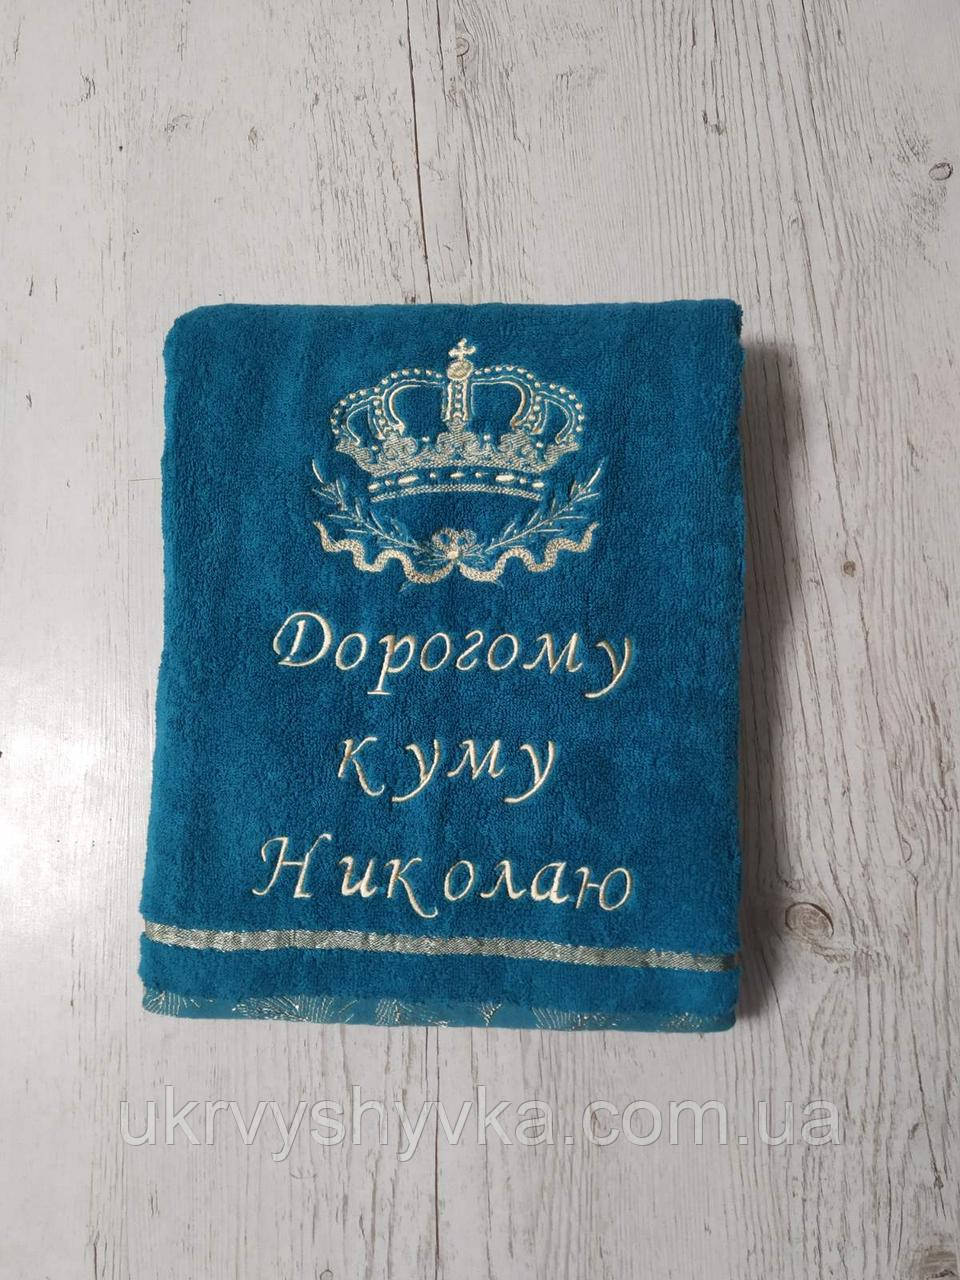 Дорогому
куму
Николаю
ukrvyshyvka.com.ua